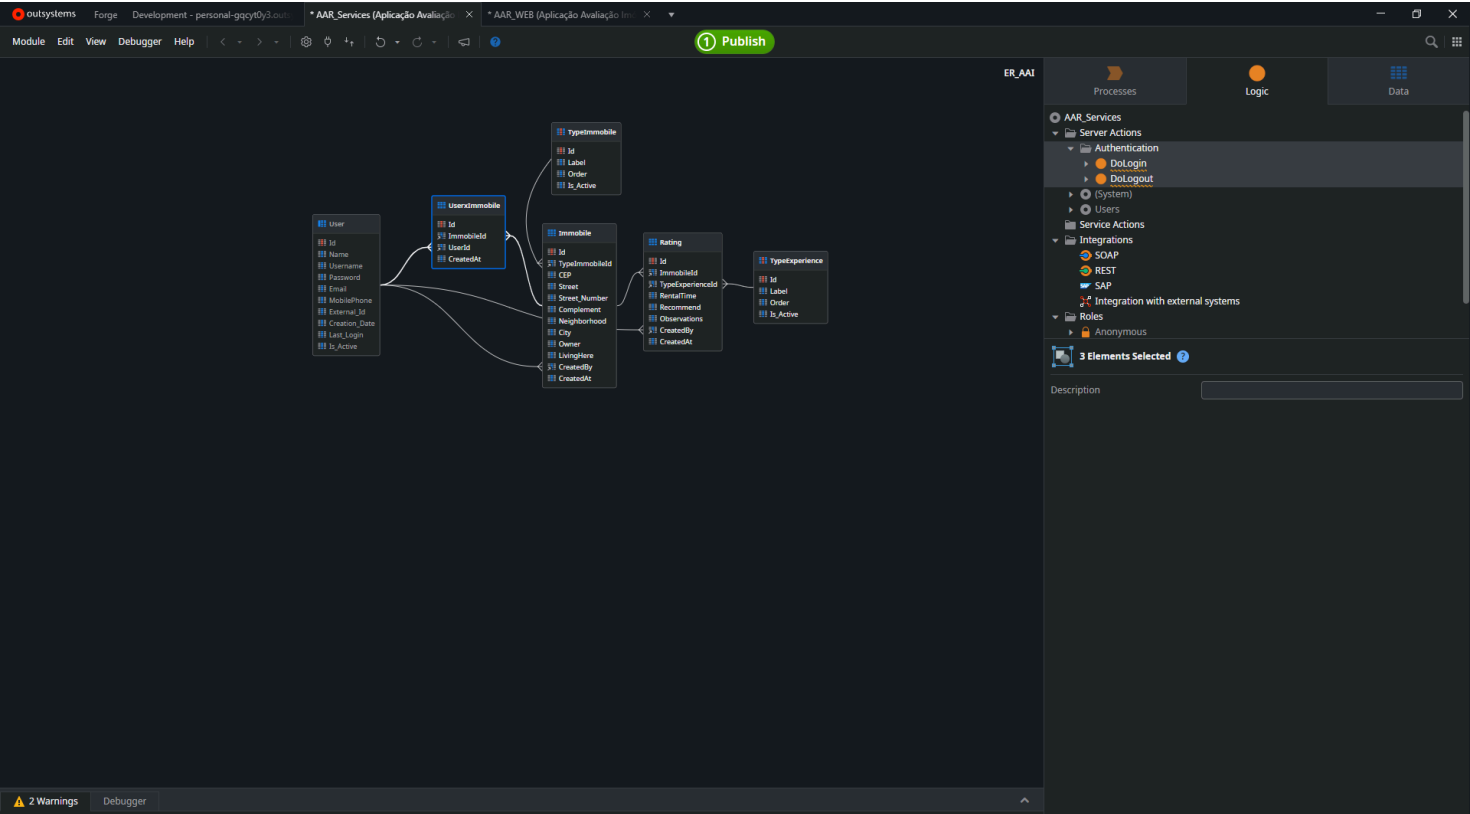 outsystems Forge Development - personal-gqcyt0y3.outs * AAR_Services (Aplicação Avaliação * AAR_WEB (Aplicação Avaliação Im
Module Edit View Debugger Help
1 Publish
ER_AAI
Processes Logic Data
AAR_Services
Server Actions
Authentication
DoLogin
DoLogout
(System)
Users
Service Actions
Integrations
SOAP
REST
SAP
Integration with external systems
Roles
Anonymous
3 Elements Selected ?
Description
TypeImmobile
Id
Label
Order
Is_Active
UserxImmobile
Id
ImmobileId
UserId
CreatedAt
User
Id
Name
Username
Password
Email
MobilePhone
External_Id
Creation_Date
Last_Login
Is_Active
Immobile
Id
TypeImmobileId
CEP
Street
Street_Number
Complement
Neighborhood
City
Owner
LivingHere
CreatedBy
CreatedAt
Rating
Id
ImmobileId
TypeExperienceId
RentalTime
Recommend
Observations
CreatedBy
CreatedAt
TypeExperience
Id
Label
Order
Is_Active
2 Warnings Debugger